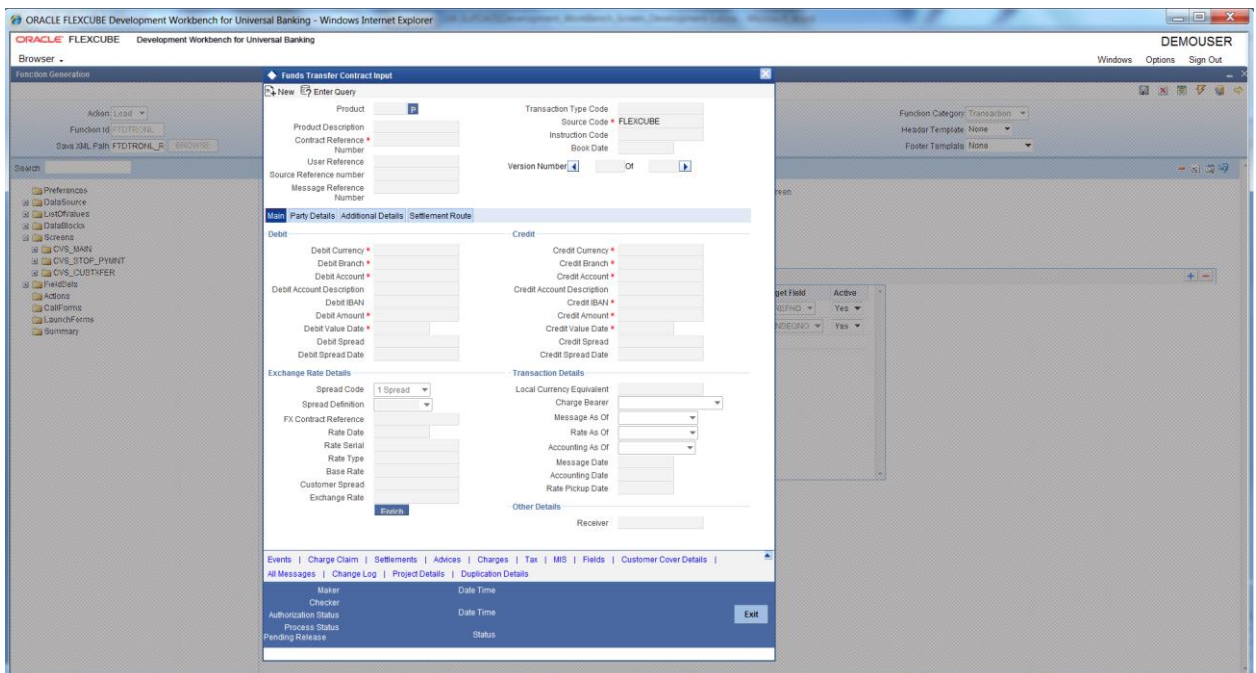 ORACLE FLEXCUBE Development Workbench for Universal Banking - Windows Internet Explorer
ORACLE FLEXCUBE Development Workbench for Universal Banking
DEMOUSER
Browser
Windows Options Sign Out
Function Generation
Funds Transfer Contract Input
New Enter Query
Action Load
Function Category Transaction
Function Id FTDTRONL
Header Template None
Save XML Path FTDTRONL_R BROWSE
Footer Template None
Product P
Transaction Type Code
Source Code * FLEXCUBE
Product Description
Instruction Code
Contract Reference *
Number
Book Date
User Reference
Version Number Of
Source Reference number
Message Reference
Number
Search
Preferences
DataSource
ListOfValues
DataBlocks
Screens
CVS_MAIN
CVS_STOP_PYMNT
CVS_CUSTXFER
FieldSets
Actions
CallForms
LaunchForms
Summary
reen
Main Party Details Additional Details Settlement Route
Debit Credit
Debit Currency * Credit Currency *
Debit Branch * Credit Branch *
Debit Account * Credit Account *
Debit Account Description Credit Account Description
Debit IBAN Credit IBAN *
Debit Amount * Credit Amount *
Debit Value Date * Credit Value Date *
Debit Spread Credit Spread
Debit Spread Date Credit Spread Date
get Field Active
Yes
Yes
Exchange Rate Details Transaction Details
Spread Code 1 Spread Local Currency Equivalent
Spread Definition Charge Bearer
FX Contract Reference Message As Of
Rate Date Rate As Of
Rate Serial Accounting As Of
Rate Type Message Date
Base Rate Accounting Date
Customer Spread Rate Pickup Date
Exchange Rate
Enrich
Other Details
Receiver
Events | Charge Claim | Settlements | Advices | Charges | Tax | MIS | Fields | Customer Cover Details |
All Messages | Change Log | Project Details | Duplication Details
Maker Date Time
Checker
Authorization Status Date Time
Exit
Process Status
Pending Release Status